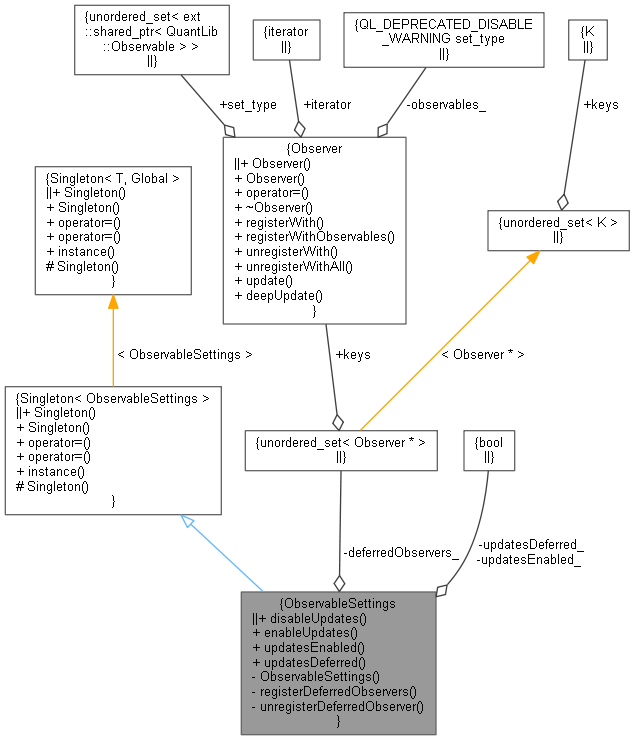 {unordered_set< ext
::shared_ptr< QuantLib
::Observable > >
||}
{iterator
||}
{QL_DEPRECATED_DISABLE
_WARNING set_type
||}
{K
||}
+set_type
+iterator
-observables_
+keys
{Observer
||+ Observer()
+ Observer()
+ operator=()
+ ~Observer()
+ registerWith()
+ registerWithObservables()
+ unregisterWith()
+ unregisterWithAll()
+ update()
+ deepUpdate()
}
{Singleton< T, Global >
||+ Singleton()
+ Singleton()
+ operator=()
+ operator=()
+ instance()
# Singleton()
}
{unordered_set< K >
||}
< ObservableSettings >
+keys
< Observer * >
{Singleton< ObservableSettings >
||+ Singleton()
+ Singleton()
+ operator=()
+ operator=()
+ instance()
# Singleton()
}
{unordered_set< Observer * >
||}
{bool
||}
-deferredObservers_
-updatesDeferred_
-updatesEnabled_
{ObservableSettings
||+ disableUpdates()
+ enableUpdates()
+ updatesEnabled()
+ updatesDeferred()
- ObservableSettings()
- registerDeferredObservers()
- unregisterDeferredObserver()
}